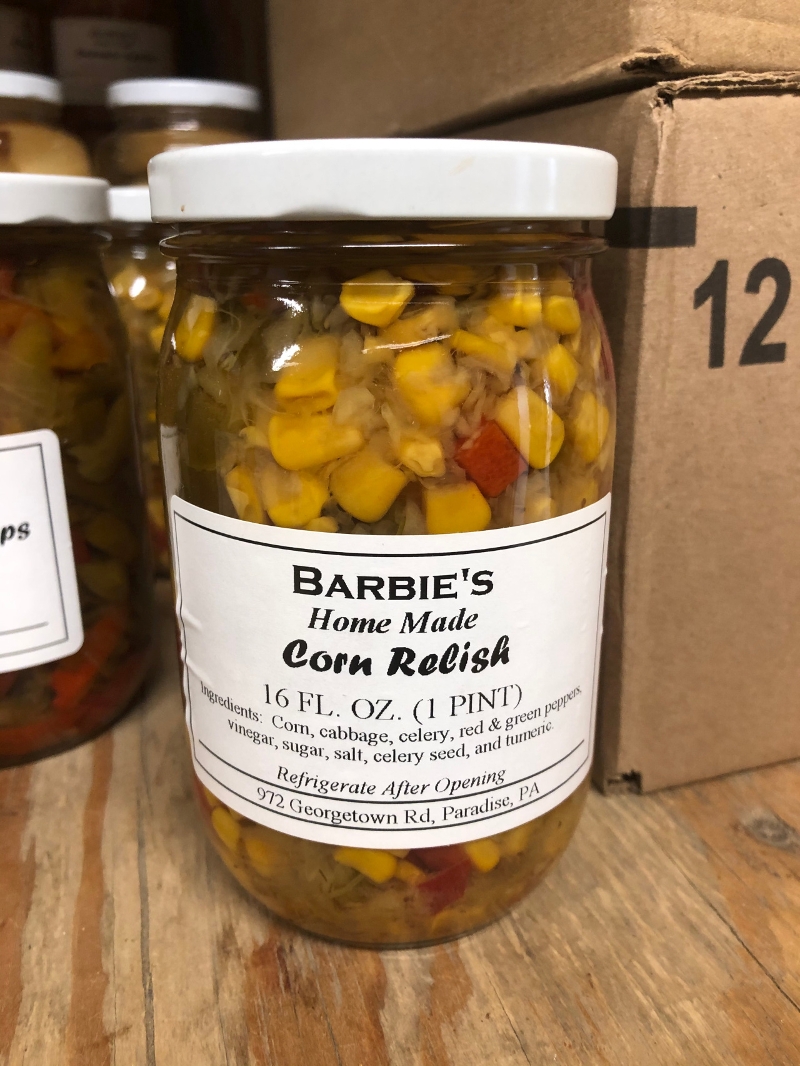 BARBIE'S
Home Made
Corn Relish
16 FL. OZ. (1 PINT)
Ingredients: Corn, cabbage, celery, red & green peppers,
vinegar, sugar, salt, celery seed, and tumeric.
Refrigerate After Opening
972 Georgetown Rd, Paradise, PA
ps
12